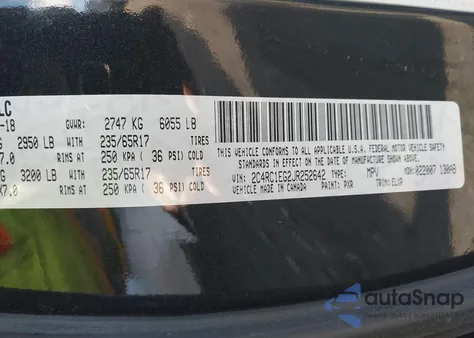 LC
-18 GVWR: 2747 KG 6055 LB
G 2950 LB WITH 235/65R17 TIRES
7.0 RIMS AT 250 KPA ( 36 PSI) COLD
G 3200 LB WITH 235/65R17 TIRES
X7.0 RIMS AT 250 KPA ( 36 PSI) COLD
THIS VEHICLE CONFORMS TO ALL APPLICABLE U.S.A. FEDERAL MOTOR VEHICLE
STANDARDS IN EFFECT ON THE DATE OF MANUFACTURE
VIN: 2C4RC1EG2JR252642 TYPE: MPV MDH: 022007 130AB
VEHICLE MADE IN CANADA PAINT: PXR TRIM: ELXP
autoSnap